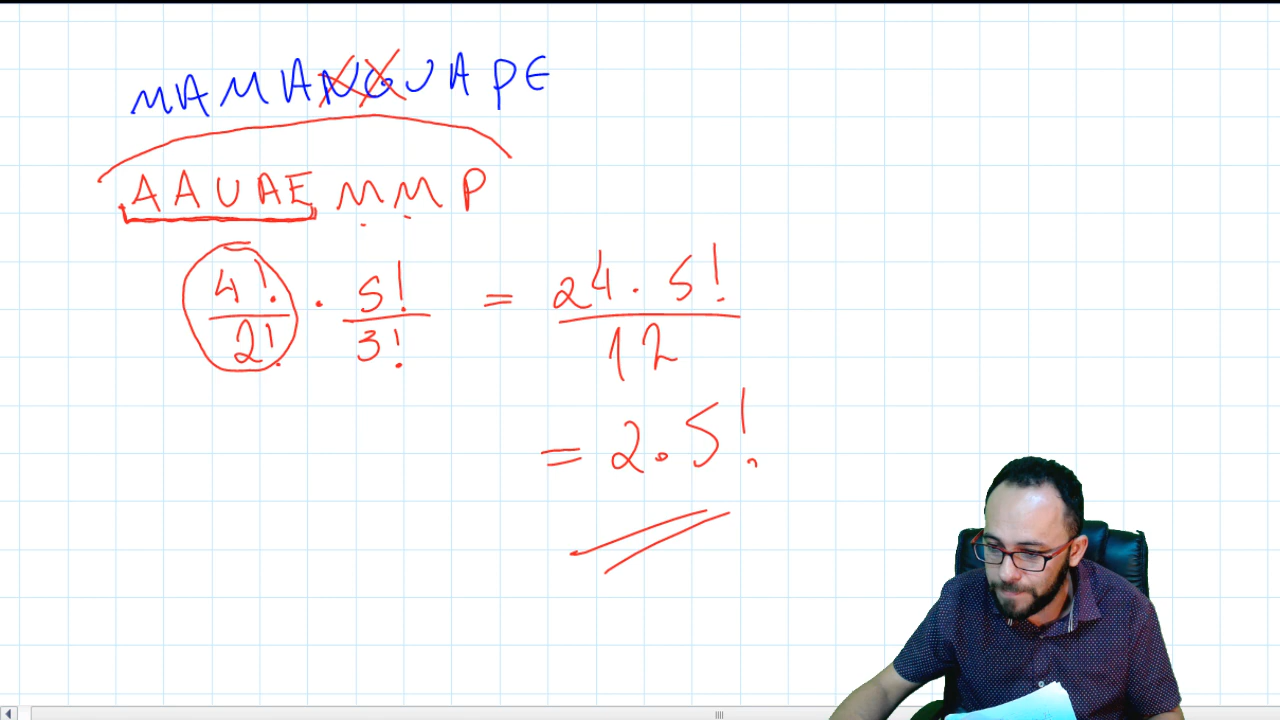 MAMANGUAPE
AAUAE MMP
4!/2! · 5!/3! = 24 · 5!/12
= 2 · 5!